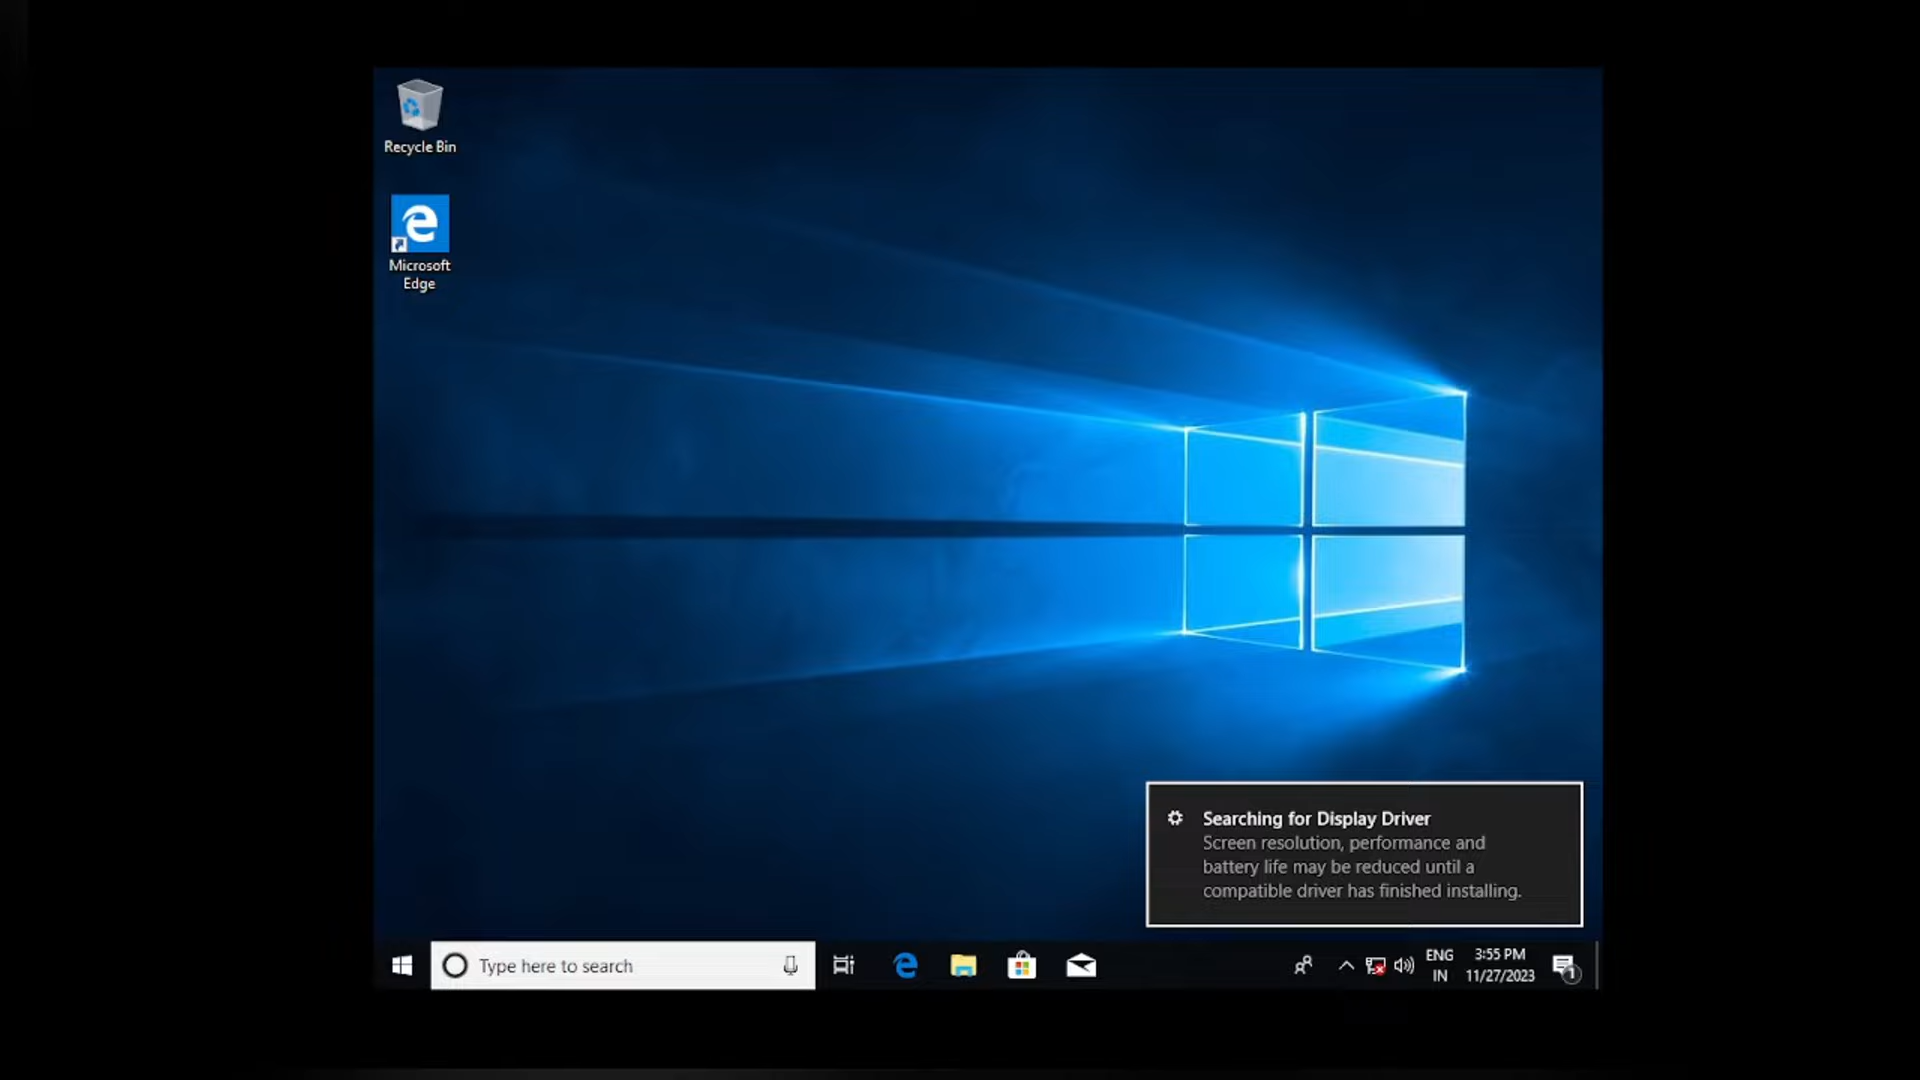 Recycle Bin
Microsoft
Edge
Searching for Display Driver
Screen resolution, performance and
battery life may be reduced until a
compatible driver has finished installing.
Type here to search
ENG
IN
3:55 PM
11/27/2023
1